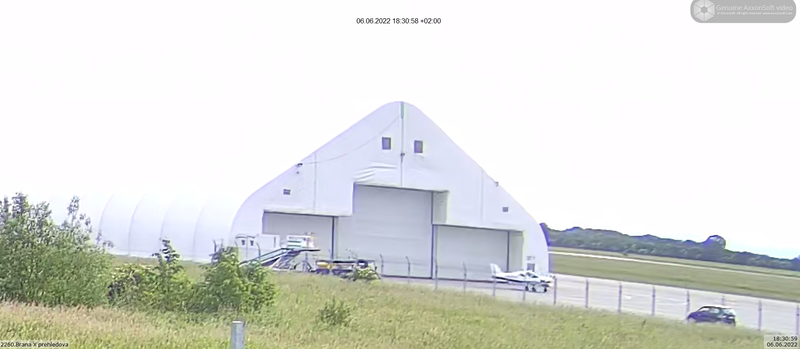 06.06.2022 18:30:58 +02:00
Genuine AxxonSoft video
2260.Brana X prehledova
18:30:59
06.06.2022